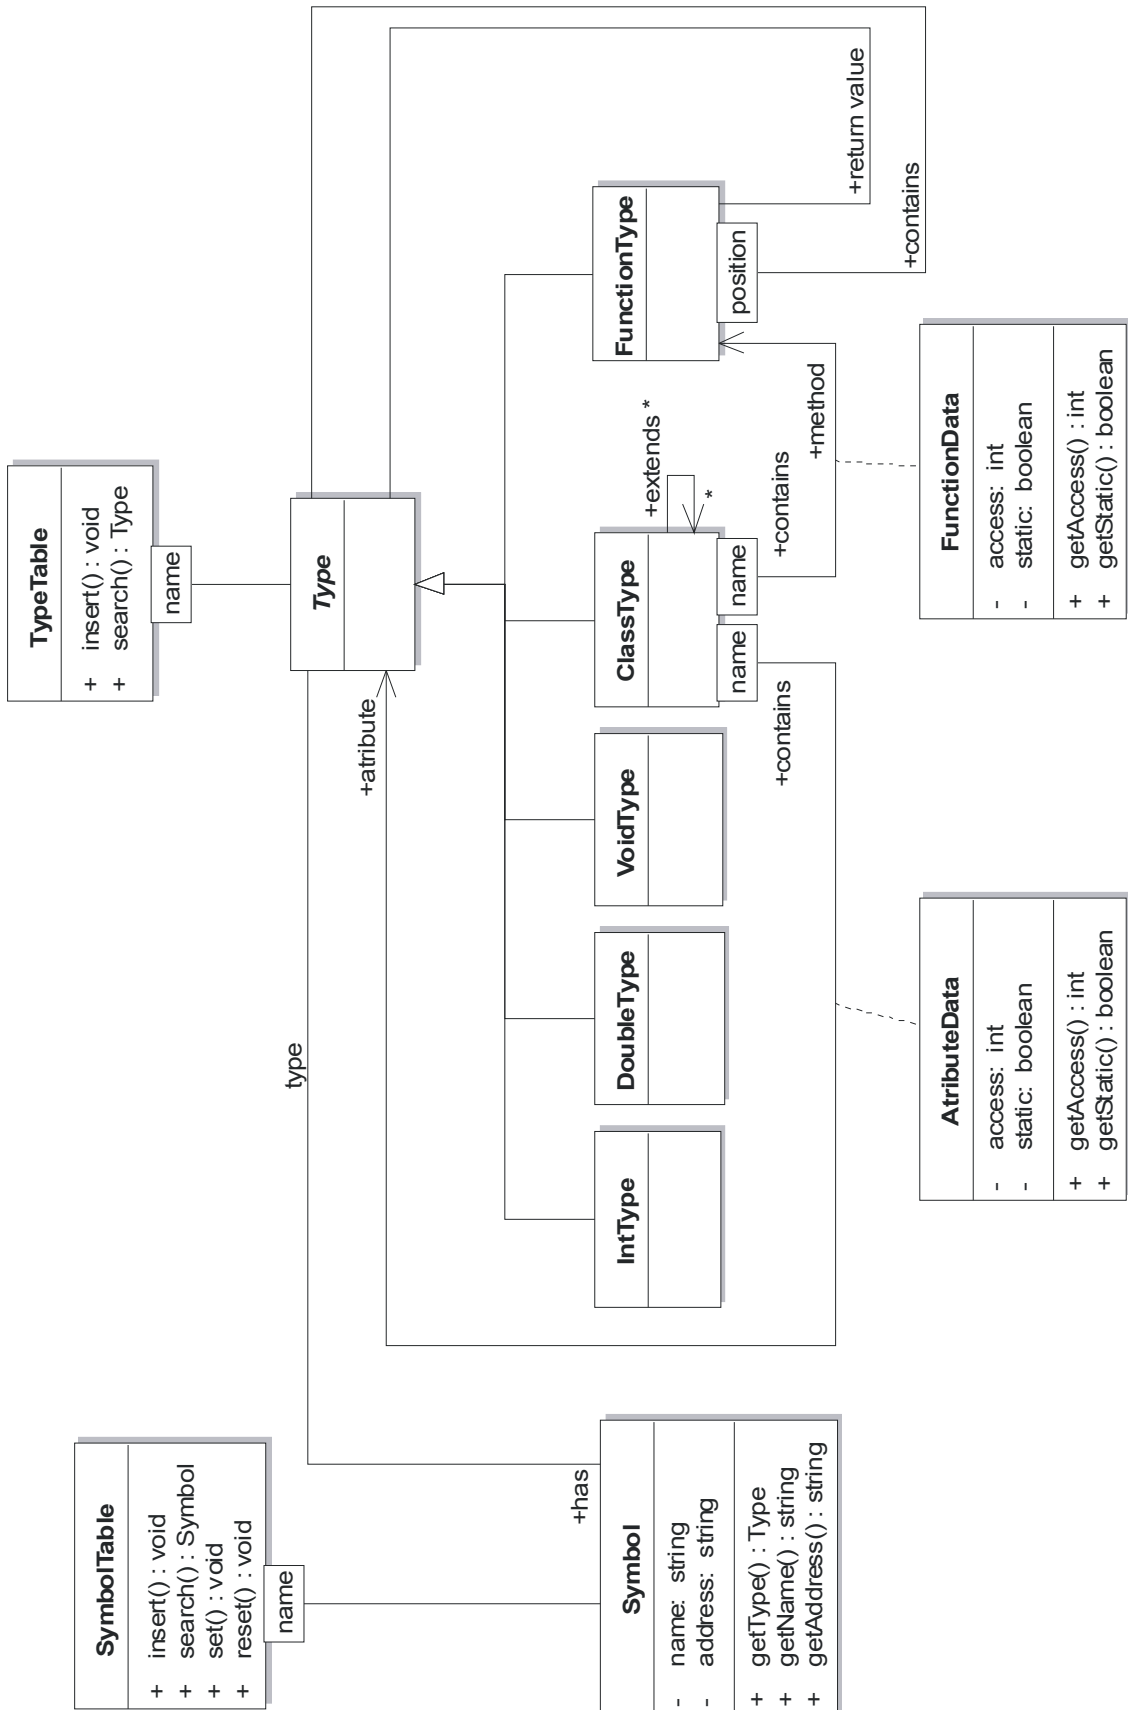 SymbolTable
+ insert() : void
+ search() : Symbol
+ set() : void
+ reset() : void
name
TypeTable
+ insert() : void
+ search() : Type
name
type
Type
+atribute
+has
Symbol
- name: string
- address: string
+ getType() : Type
+ getName() : string
+ getAddress() : string
IntType
DoubleType
VoidType
ClassType
+extends *
*
name
name
+contains
+contains
FunctionType
position
+method
+return value
+contains
AtributeData
- access: int
- static: boolean
+ getAccess() : int
+ getStatic() : boolean
FunctionData
- access: int
- static: boolean
+ getAccess() : int
+ getStatic() : boolean